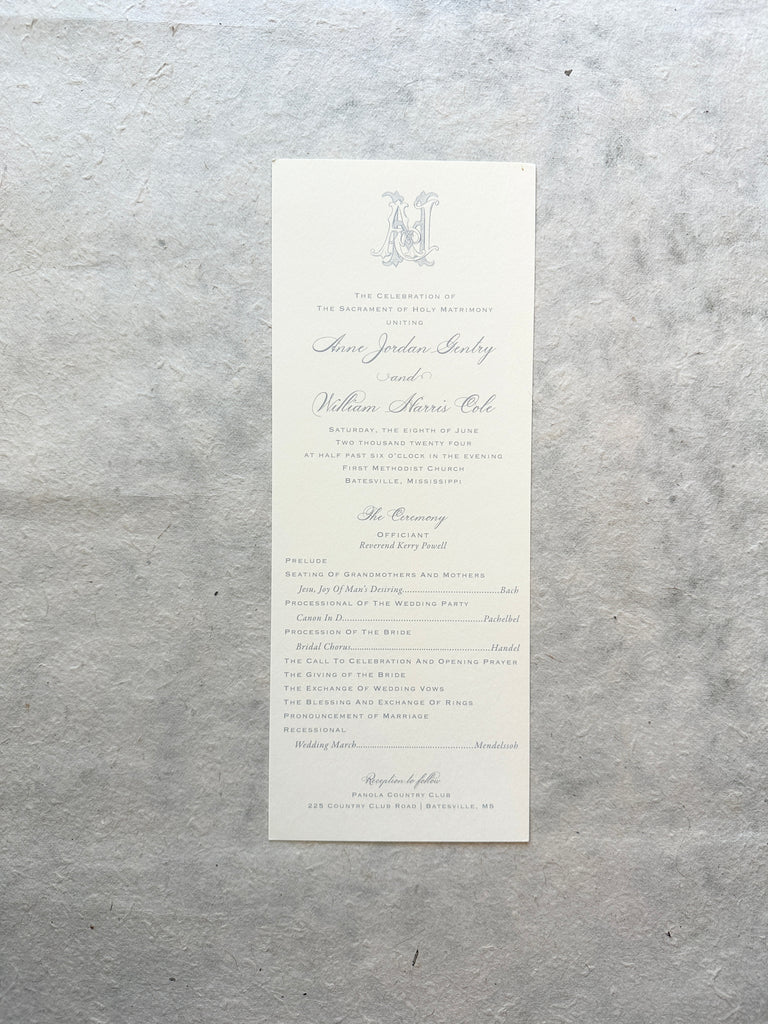 The Celebration of
The Sacrament of Holy Matrimony
uniting
Anne Jordan Gentry
and
William Harris Cole
Saturday, the eighth of June
Two thousand twenty four
at half past six o'clock in the evening
First Methodist Church
Batesville, Mississippi
The Ceremony
Officiant
Reverend Kerry Powell
Prelude
Seating Of Grandmothers And Mothers
Jesu, Joy Of Man's Desiring........................................Bach
Processional Of The Wedding Party
Canon In D................................................Pachelbel
Procession Of The Bride
Bridal Chorus................................................Handel
The Call To Celebration And Opening Prayer
The Giving of the Bride
The Exchange Of Wedding Vows
The Blessing And Exchange Of Rings
Pronouncement of Marriage
Recessional
Wedding March........................................Mendelssoh
Reception to follow
Panola Country Club
225 Country Club Road | Batesville, MS